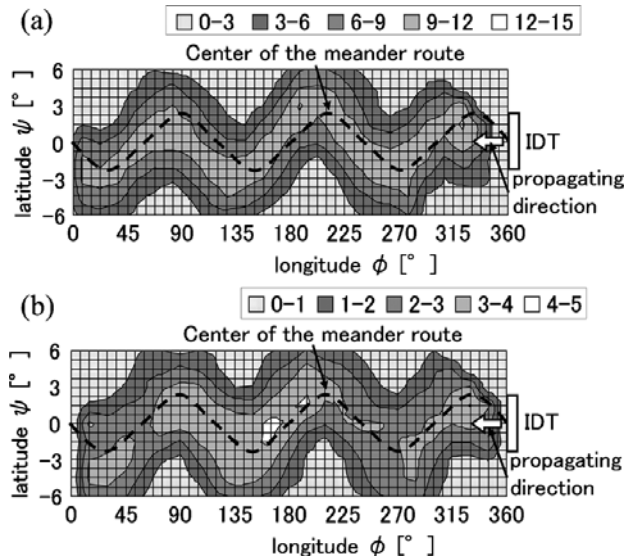 (a)
0-3 3-6 6-9 9-12 12-15
Center of the meander route
6
3
0
-3
-6
latitude ψ [°]
IDT
propagating
direction
0 45 90 135 180 225 270 315 360
longitude φ [°]
(b)
0-1 1-2 2-3 3-4 4-5
Center of the meander route
6
3
0
-3
-6
latitude ψ [°]
IDT
propagating
direction
0 45 90 135 200 225 270 315 360
longitude φ [°]